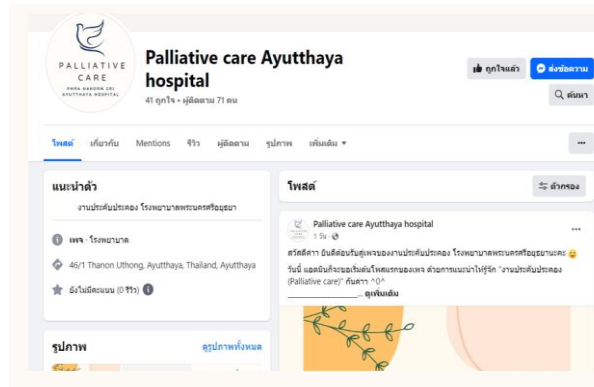 PALLIATIVE
CARE
PHRA NAKORN SRI
AYUTTHAYA HOSPITAL
Palliative care Ayutthaya
hospital
41 ถูกใจ • ผู้ติดตาม 71 คน
ถูกใจแล้ว
ส่งข้อความ
ค้นหา
โพสต์ เกี่ยวกับ Mentions รีวิว ผู้ติดตาม รูปภาพ เพิ่มเติม
แนะนำตัว
งานประคับประคอง โรงพยาบาลพระนครศรีอยุธยา
เพจ · โรงพยาบาล
46/1 Thanon Uthong, Ayutthaya, Thailand, Ayutthaya
ยังไม่มีคะแนน (0 รีวิว)
รูปภาพ
ดูรูปภาพทั้งหมด
โพสต์
ตัวกรอง
Palliative care Ayutthaya hospital
1 วัน
สวัสดีค่าา ยินดีต้อนรับสู่เพจของงานประคับประคอง โรงพยาบาลพระนครศรีอยุธยานะคะ 😊
วันนี้ แอดมินก็จะขอเริ่มต้นโพสแรกของเพจ ด้วยการแนะนำให้รู้จัก "งานประคับประคอง
(Palliative care)" กันค่าา ^0^
... ดูเพิ่มเติม